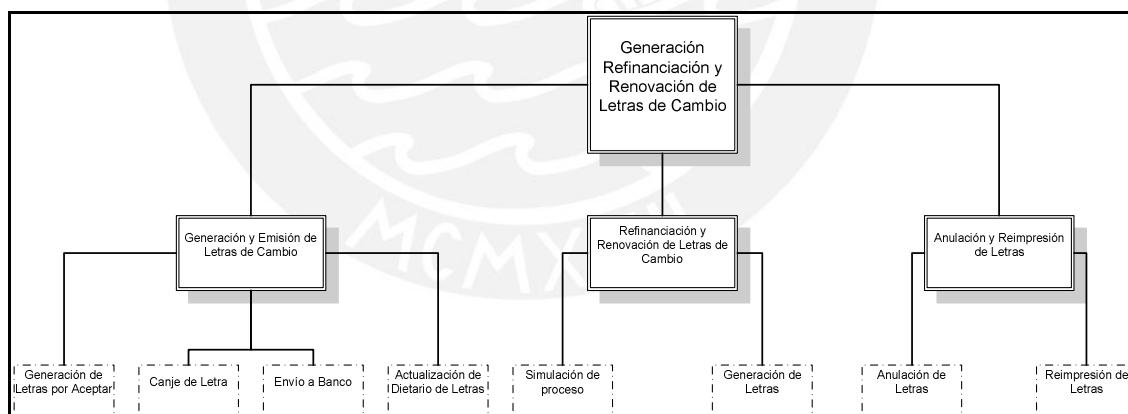 Generación
Refinanciación y
Renovación de
Letras de Cambio
Generación y Emisión de
Letras de Cambio
Refinanciación y
Renovación de Letras de
Cambio
Anulación y Reimpresión
de Letras
Generación de
Letras por Aceptar
Canje de Letra
Envío a Banco
Actualización de
Dietario de Letras
Simulación de
proceso
Generación de
Letras
Anulación de
Letras
Reimpresión de
Letras